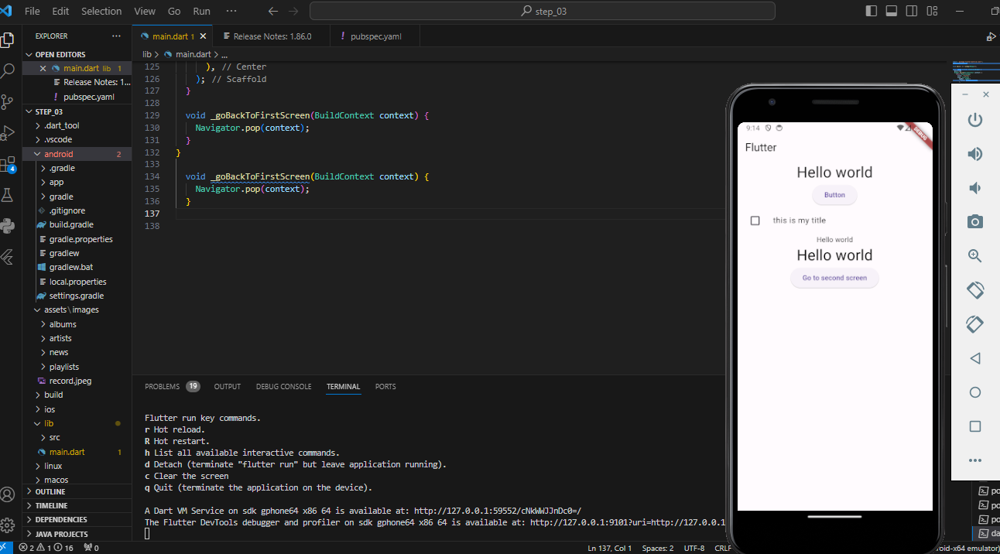 File Edit Selection View Go Run ··· step_03
EXPLORER ···
OPEN EDITORS
main.dart lib 1
Release Notes: 1...
pubspec.yaml
STEP_03
.dart_tool
.vscode
android 2
.gradle
app
gradle
.gitignore
build.gradle
gradle.properties
gradlew
gradlew.bat
local.properties
settings.gradle
assets\images
albums
artists
news
playlists
record.jpeg
build
ios
lib
src
main.dart 1
linux
macos
OUTLINE
TIMELINE
DEPENDENCIES
JAVA PROJECTS
4
main.dart 1 Release Notes: 1.86.0 pubspec.yaml
lib > main.dart > ...
125 ), // Center
126 ); // Scaffold
127 }
128
129 void _goBackToFirstScreen(BuildContext context) {
130 Navigator.pop(context);
131 }
132 }
133
134 void _goBackToFirstScreen(BuildContext context) {
135 Navigator.pop(context);
136 }
137
138
PROBLEMS 19 OUTPUT DEBUG CONSOLE TERMINAL PORTS
Flutter run key commands.
r Hot reload.
R Hot restart.
h List all available interactive commands.
d Detach (terminate "flutter run" but leave application running).
c Clear the screen
q Quit (terminate the application on the device).
A Dart VM Service on sdk gphone64 x86 64 is available at: http://127.0.0.1:59552/cNkWWJJnDc0=/
The Flutter DevTools debugger and profiler on sdk gphone64 x86 64 is available at: http://127.0.0.1:9101?uri=http://127.0.0.1
9:14
DEBUG
Flutter
Hello world
Button
this is my title
Hello world
Hello world
Go to second screen
po
po
po
da
2 1 16 0 Ln 137, Col 1 Spaces: 2 UTF-8 CRLF roid-x64 emulator)